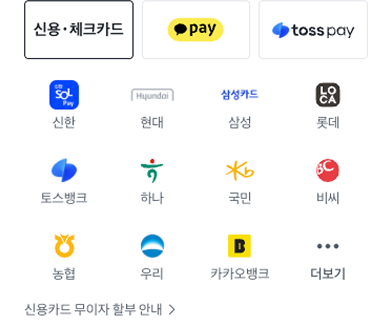 신용·체크카드 pay toss pay
신한 SOL Pay Hyundai 삼성카드 LOCA
신한 현대 삼성 롯데
토스뱅크 하나 국민 비씨
농협 우리 카카오뱅크 더보기
신용카드 무이자 할부 안내 >